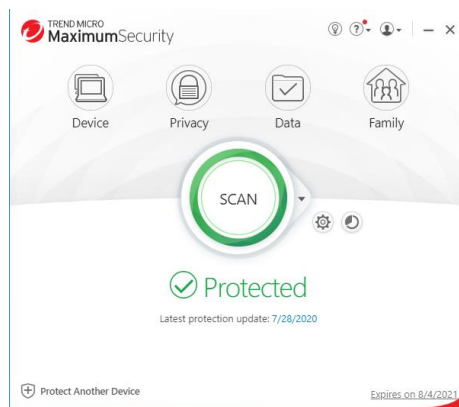 TREND MICRO
MaximumSecurity
Device Privacy Data Family
SCAN
Protected
Latest protection update: 7/28/2020
Protect Another Device Expires on 8/4/2021